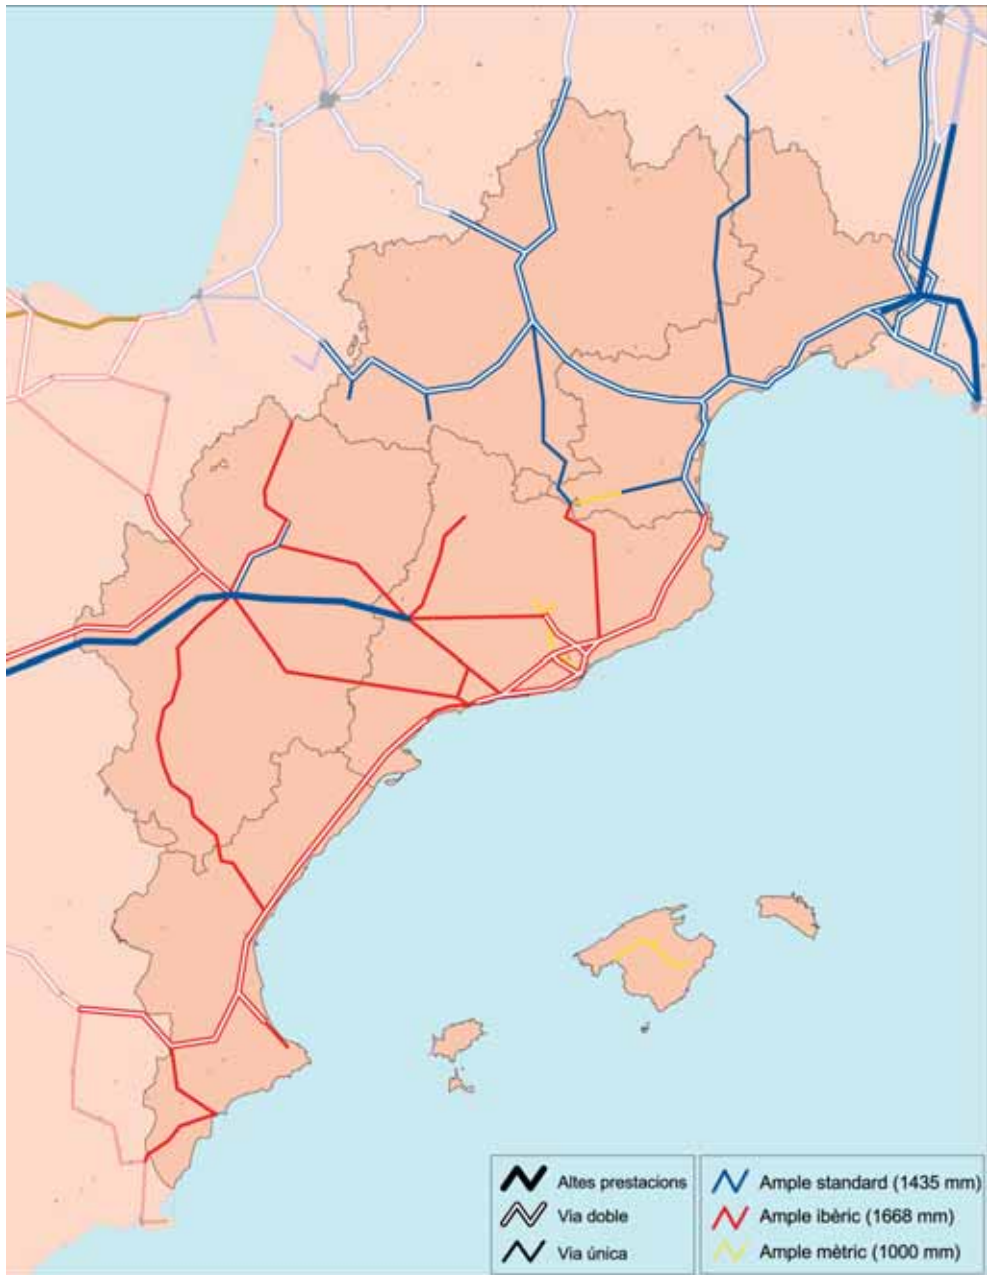 Altes prestacions
Via doble
Via única
Ample standard (1435 mm)
Ample ibèric (1668 mm)
Ample mètric (1000 mm)